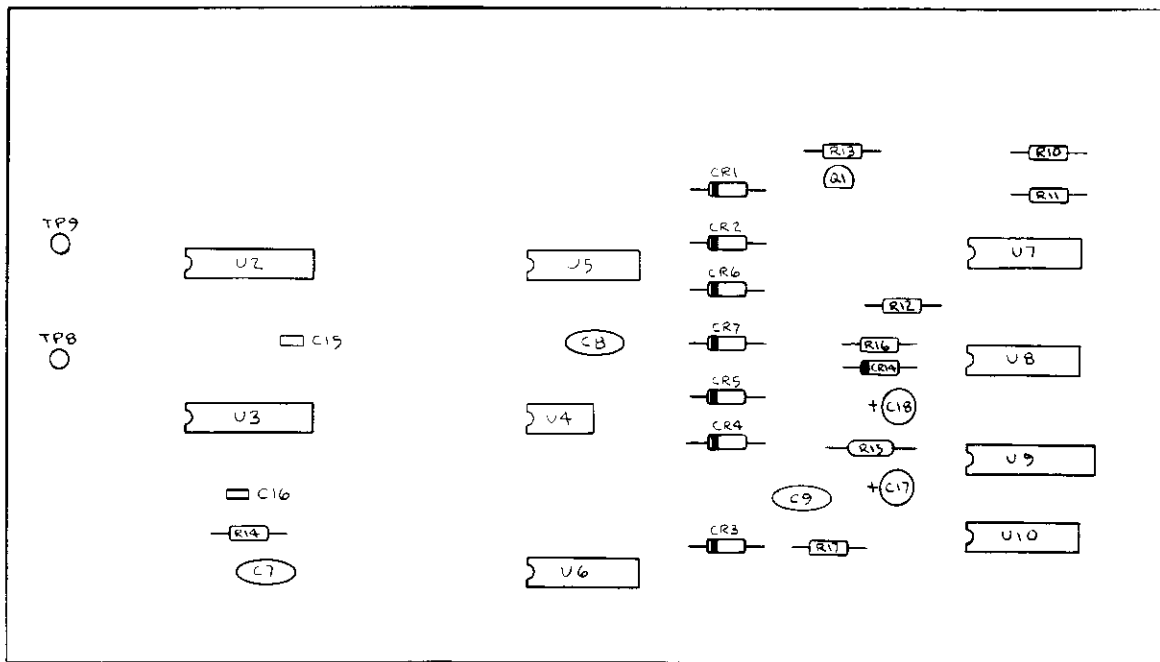 R13
R10
CR1
Q1
R11
TP9
CR2
U2
U5
U7
CR6
R12
TP8
C15
C8
CR7
R16
U8
CR14
CR5
+C18
U3
U4
CR4
R15
U9
C16
C9
+C17
R14
CR3
R17
U10
C7
U6